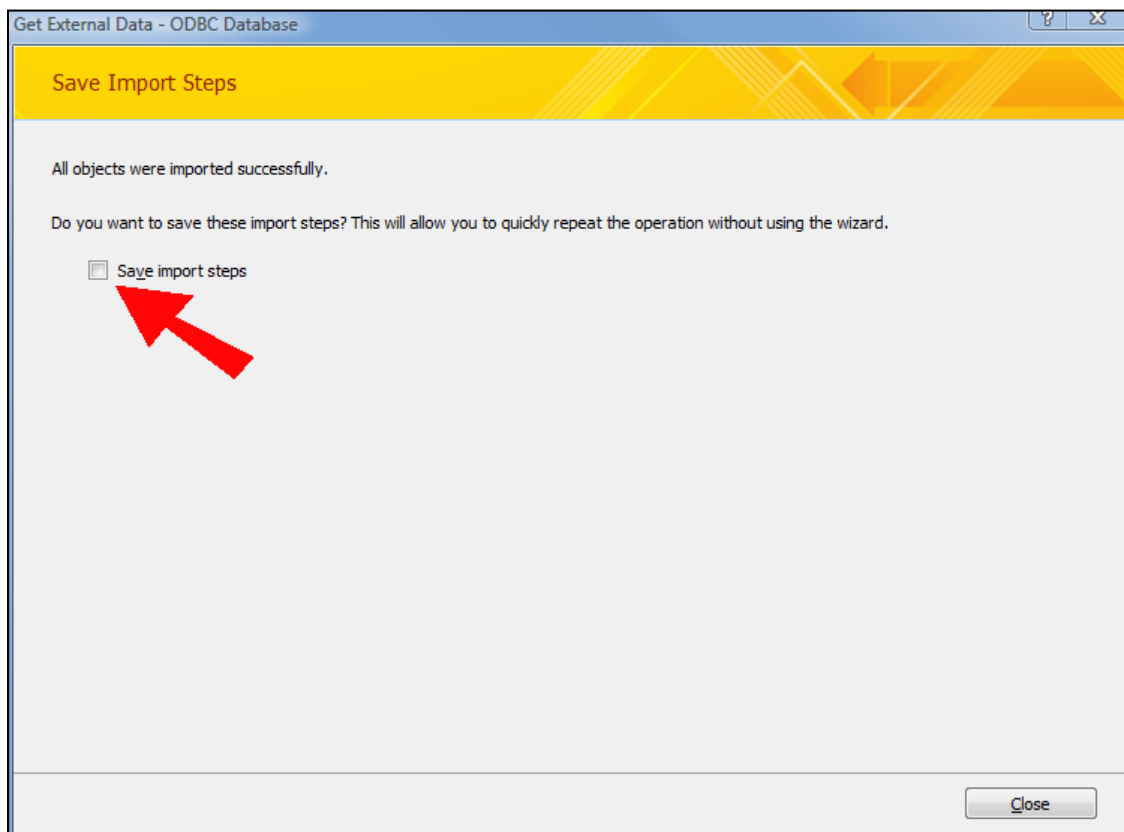 Get External Data - ODBC Database
? X
Save Import Steps
All objects were imported successfully.
Do you want to save these import steps? This will allow you to quickly repeat the operation without using the wizard.
Save import steps
Close